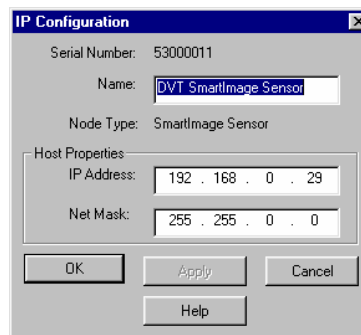 IP Configuration
Serial Number: 53000011
Name: DVT SmartImage Sensor
Node Type: SmartImage Sensor
Host Properties
IP Address: 192 . 168 . 0 . 29
Net Mask: 255 . 255 . 0 . 0
OK Apply Cancel
Help